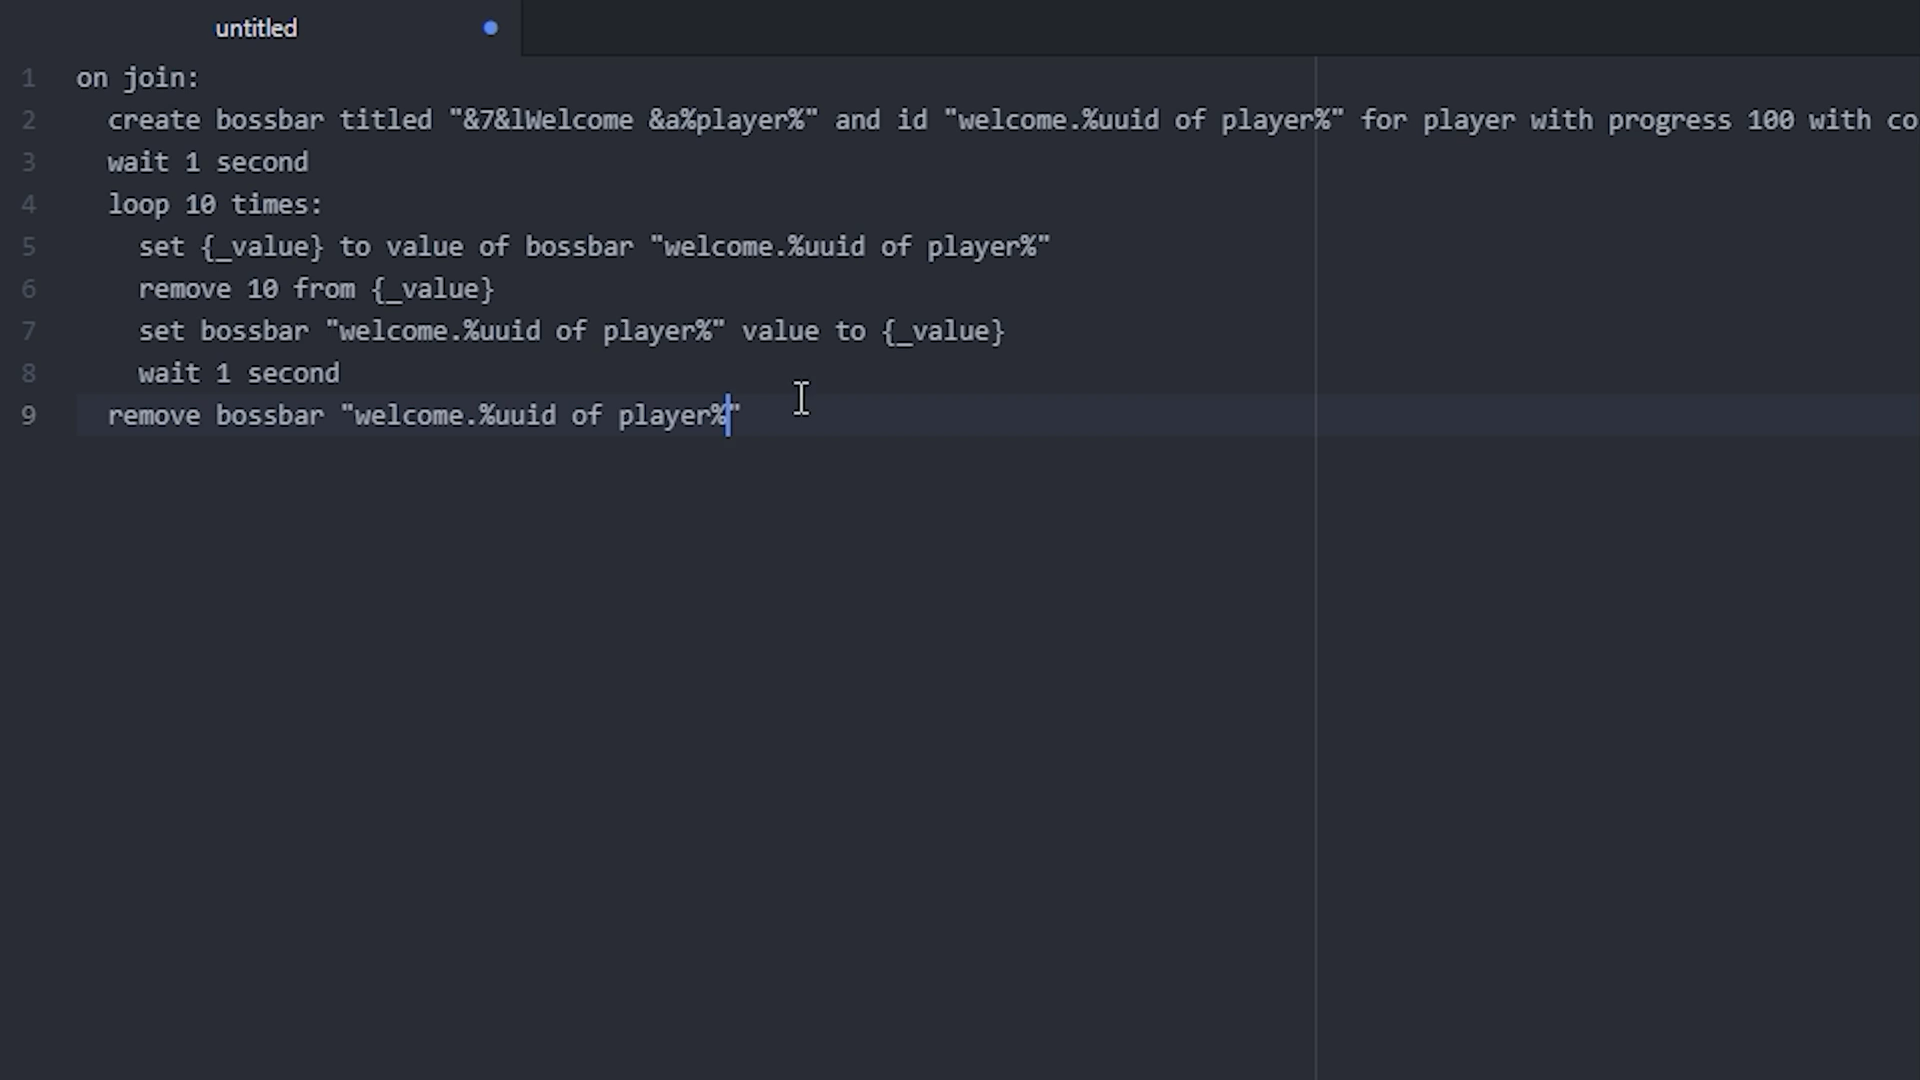 untitled
1 on join:
2   create bossbar titled "&7&lWelcome &a%player%" and id "welcome.%uuid of player%" for player with progress 100 with co
3   wait 1 second
4   loop 10 times:
5     set {_value} to value of bossbar "welcome.%uuid of player%"
6     remove 10 from {_value}
7     set bossbar "welcome.%uuid of player%" value to {_value}
8     wait 1 second
9   remove bossbar "welcome.%uuid of player%"